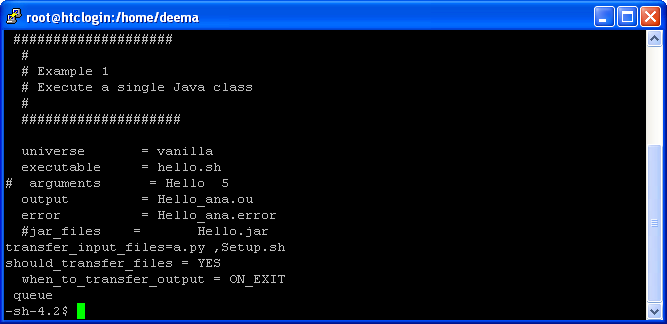 root@htclogin:/home/deema
####################
#
# Example 1
# Execute a single Java class
#
####################
universe = vanilla
executable = hello.sh
# arguments = Hello 5
output = Hello_ana.ou
error = Hello_ana.error
#jar_files = Hello.jar
transfer_input_files=a.py ,Setup.sh
should_transfer_files = YES
when_to_transfer_output = ON_EXIT
queue
-sh-4.2$